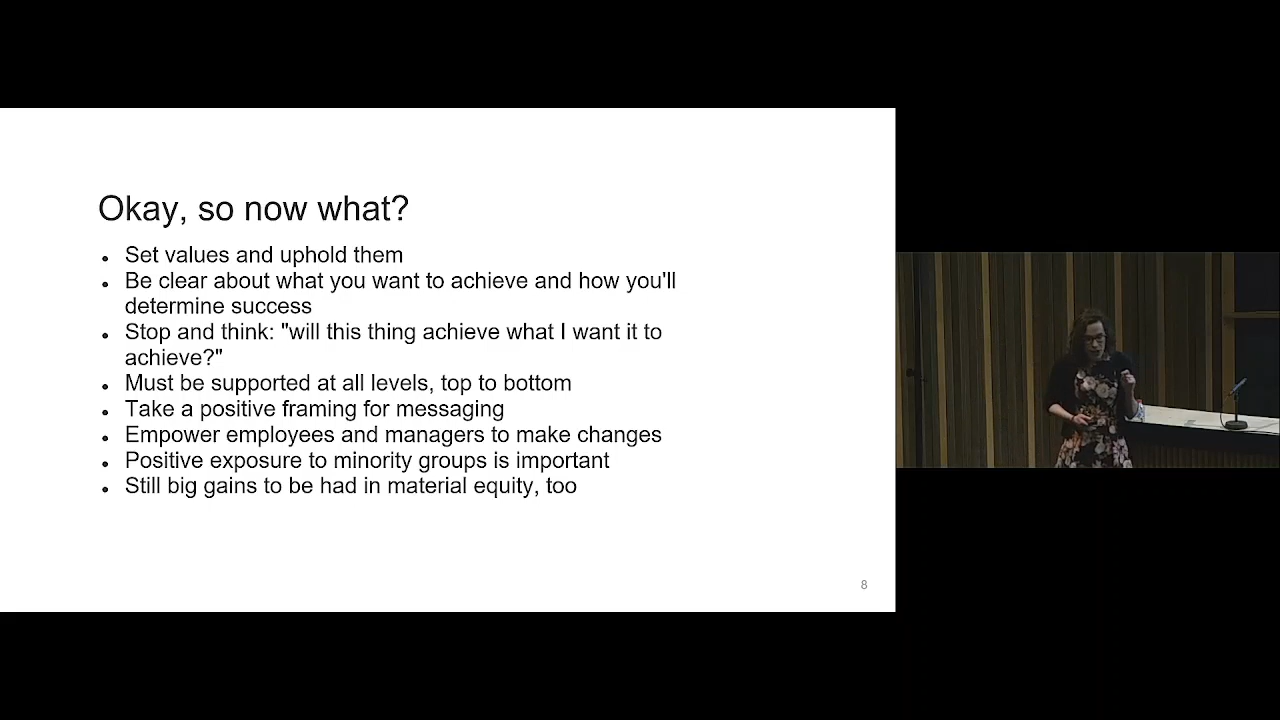 Okay, so now what?
Set values and uphold them
Be clear about what you want to achieve and how you'll
determine success
Stop and think: "will this thing achieve what I want it to
achieve?"
Must be supported at all levels, top to bottom
Take a positive framing for messaging
Empower employees and managers to make changes
Positive exposure to minority groups is important
Still big gains to be had in material equity, too
8